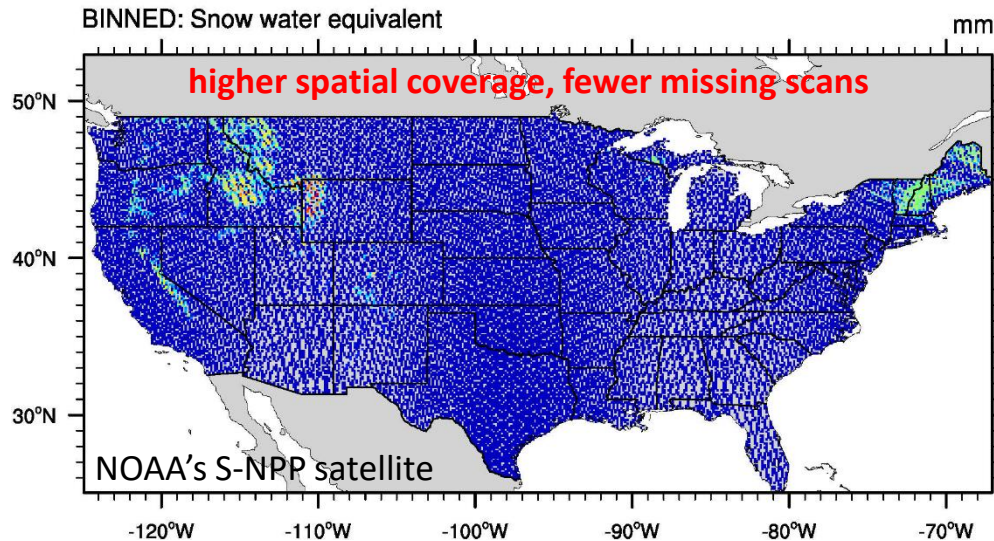 BINNED: Snow water equivalent mm
higher spatial coverage, fewer missing scans
50°N
40°N
30°N
NOAA's S-NPP satellite
-120°W -110°W -100°W -90°W -80°W -70°W